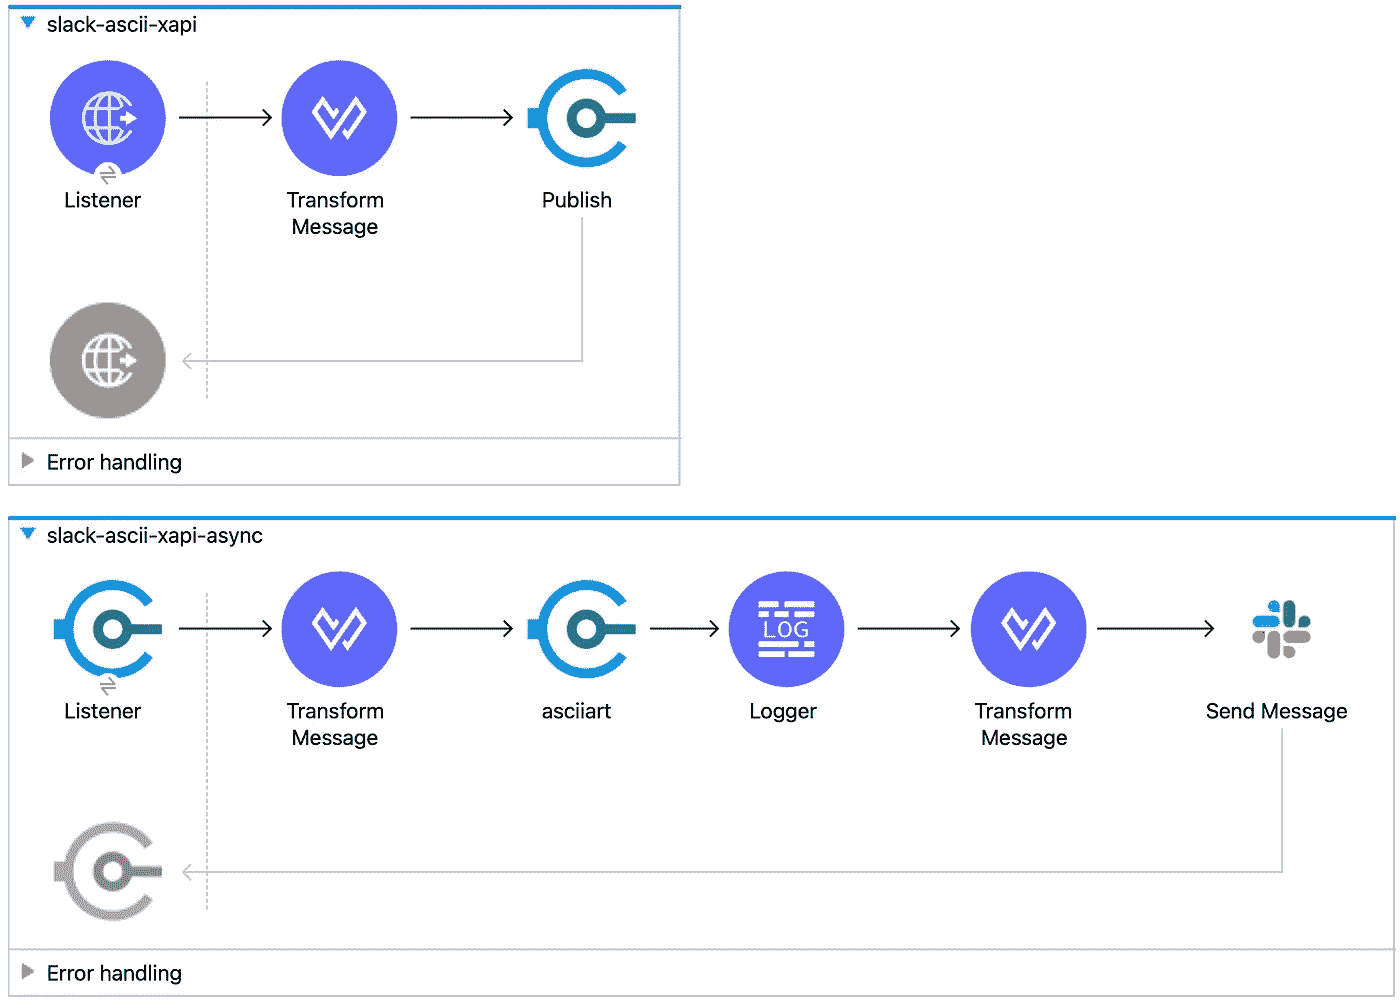 slack-ascii-xapi
Listener
Transform
Message
Publish
Error handling
slack-ascii-xapi-async
Listener
Transform
Message
asciiart
LOG
Logger
Transform
Message
Send Message
Error handling